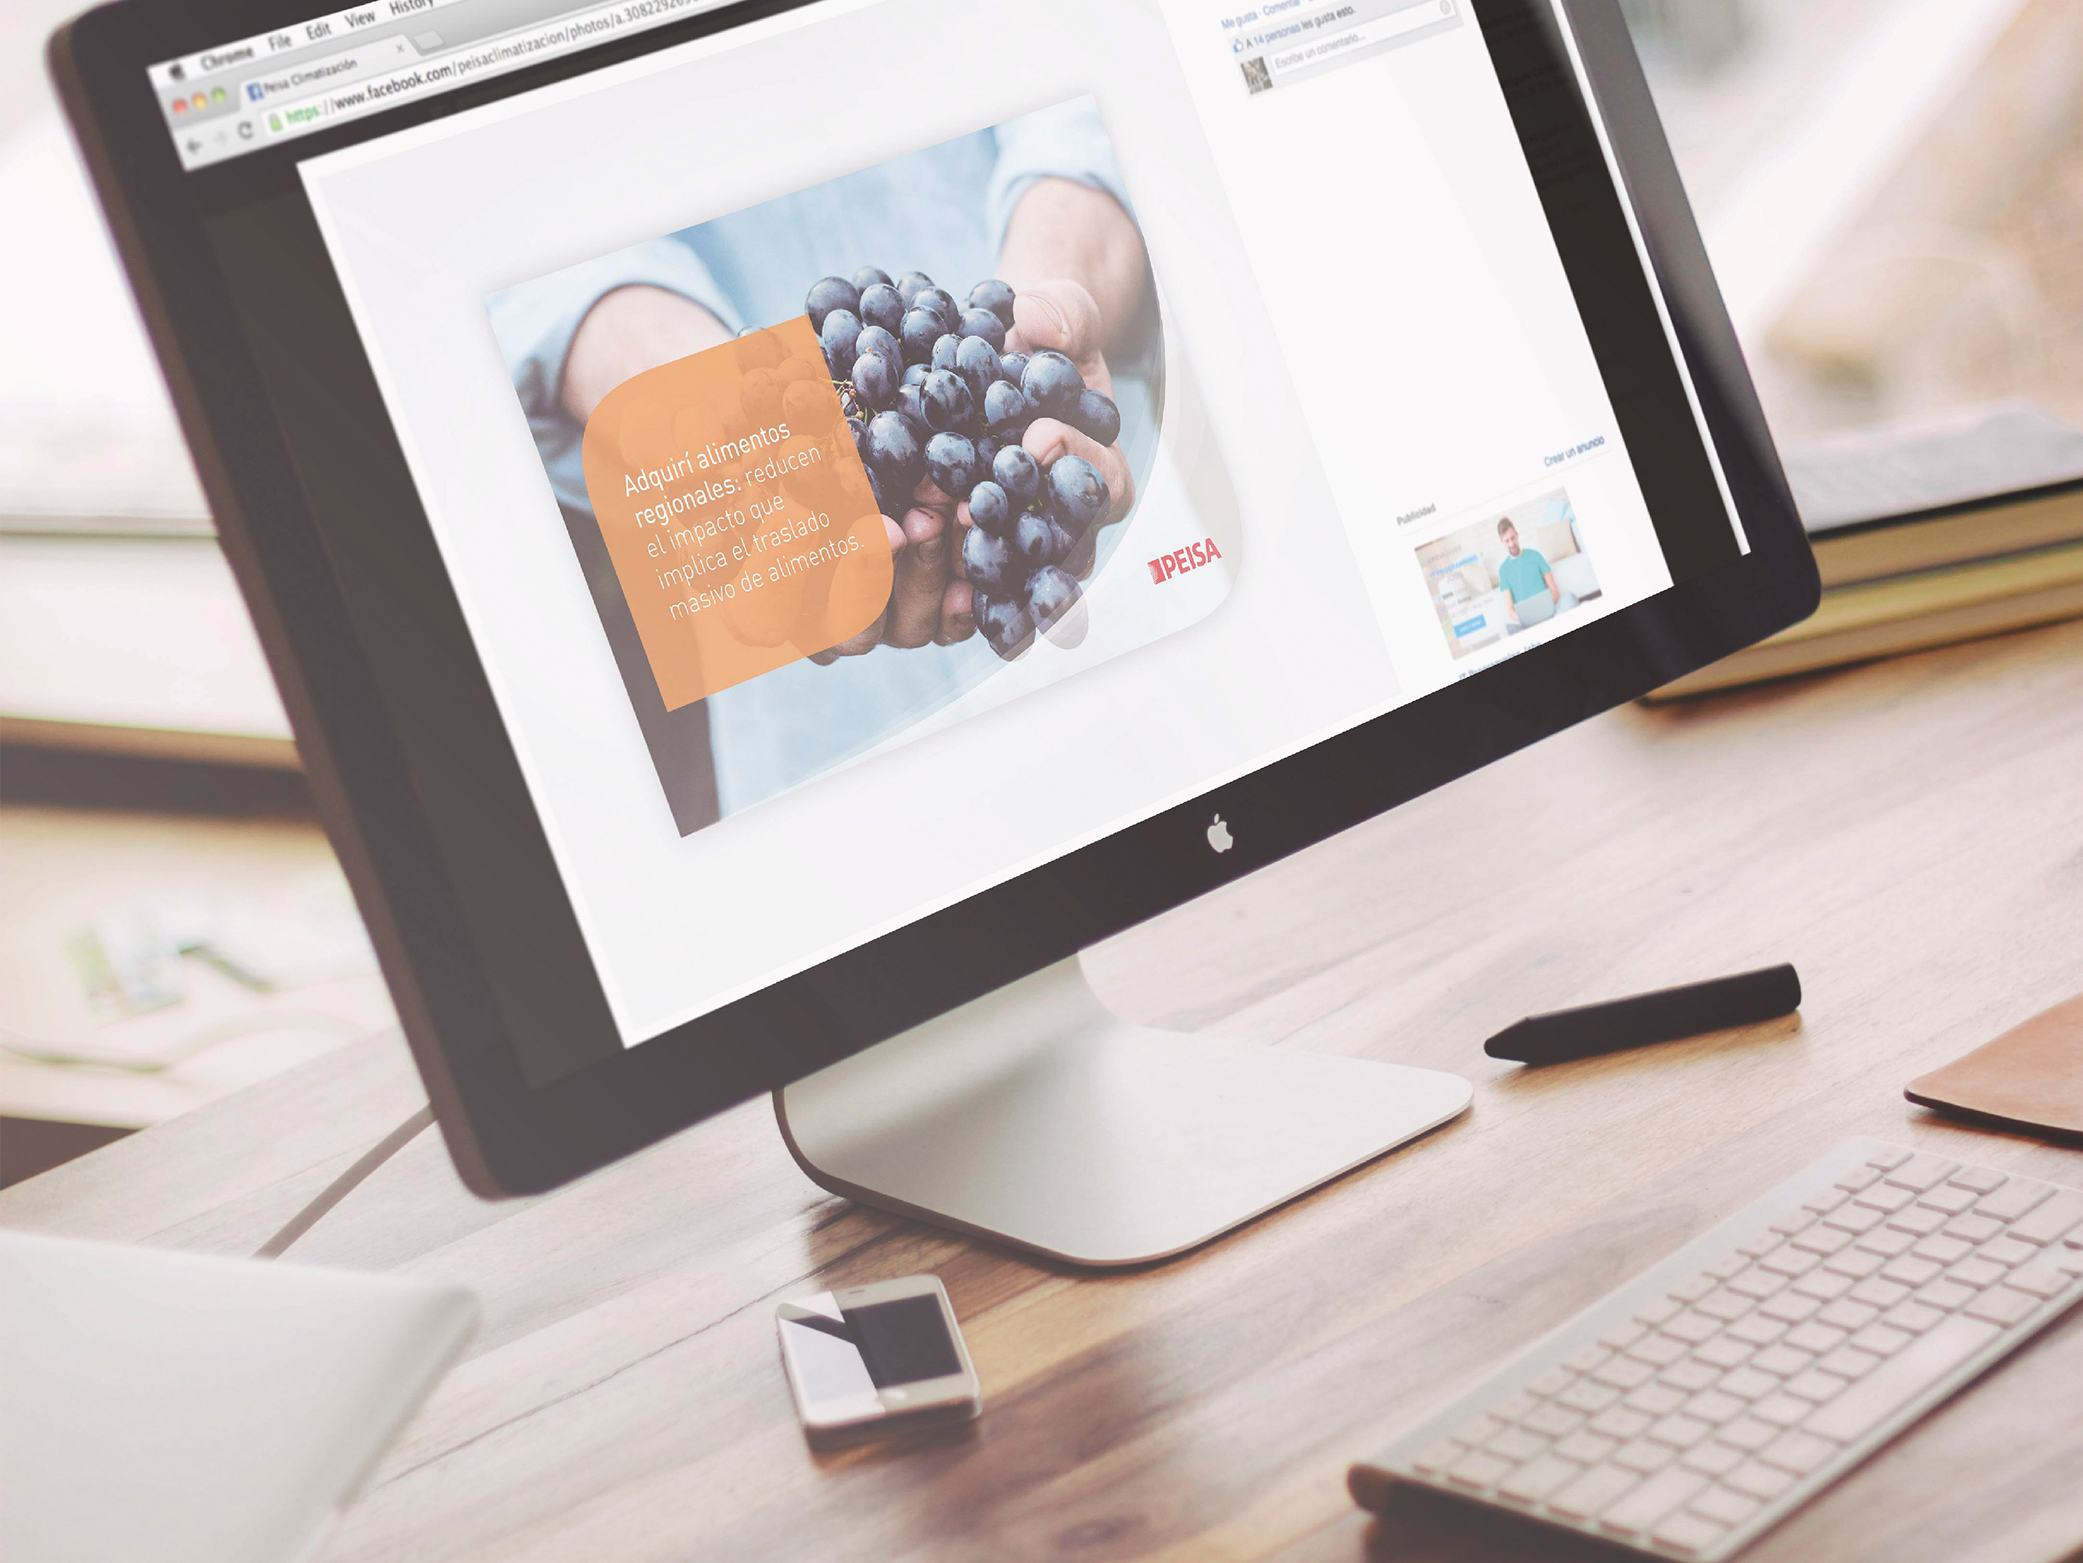 Chrome File Edit View History
Peisa Climatización
https://www.facebook.com/peisaclimatizacion/photos/a.308229269
Me gusta · Comentar
A 14 personas les gusta esto.
Escribe un comentario...
Adquirí alimentos
regionales: reducen
el impacto que
implica el traslado
masivo de alimentos.
PEISA
Crear un anuncio
Publicidad